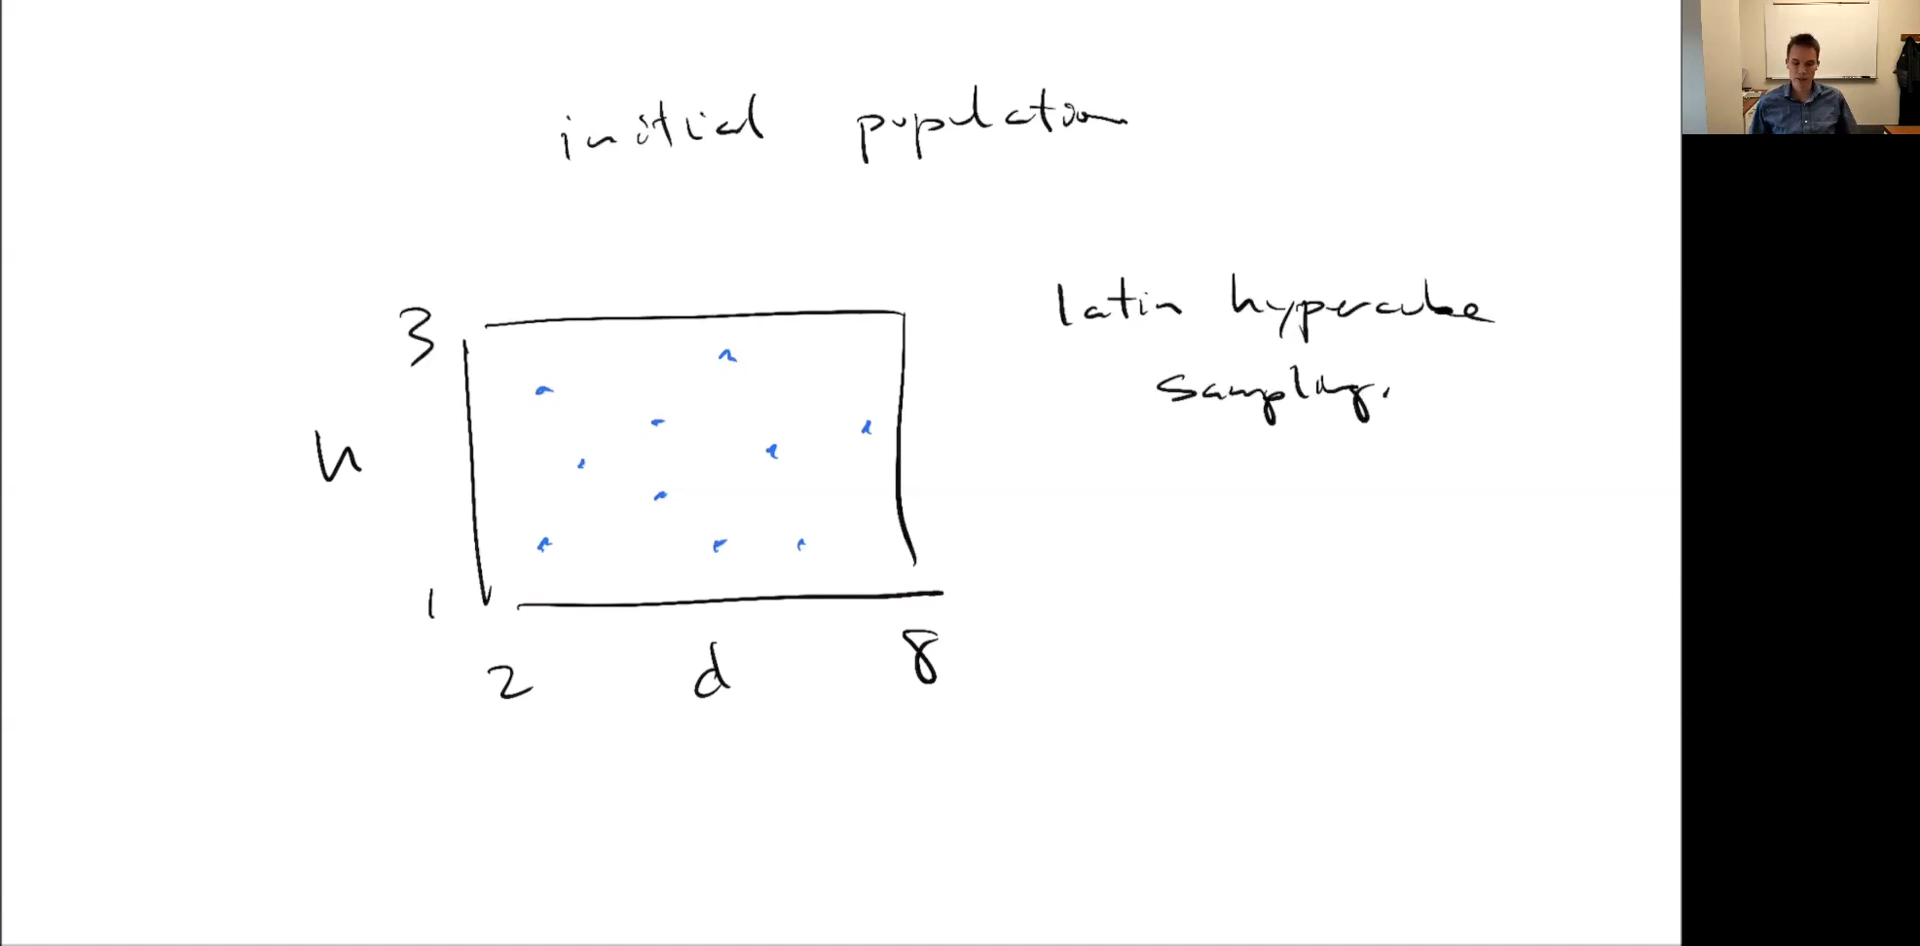 initial population
latin hypercube
sampling.
3
h
1
2 d 8